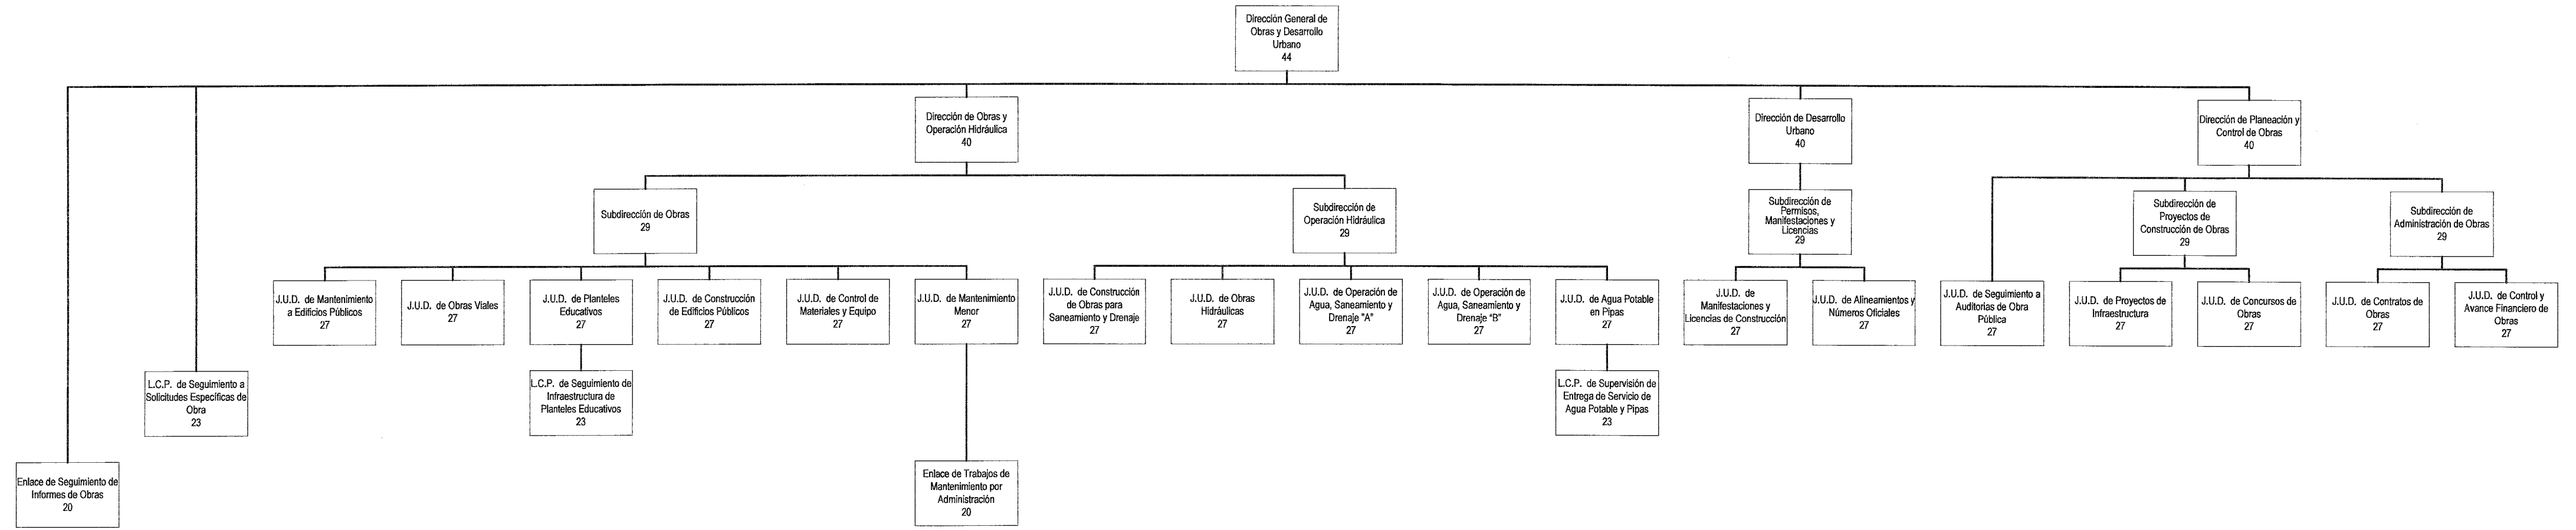 Dirección General de
Obras y Desarrollo
Urbano
44
Dirección de Obras y
Operación Hidráulica
40
Dirección de Desarrollo
Urbano
40
Dirección de Planeación y
Control de Obras
40
Subdirección de Obras
29
Subdirección de
Operación Hidráulica
29
Subdirección de
Permisos,
Manifestaciones y
Licencias
29
Subdirección de
Proyectos de
Construcción de Obras
29
Subdirección de
Administración de Obras
29
J.U.D. de Mantenimiento
a Edificios Públicos
27
J.U.D. de Obras Viales
27
J.U.D. de Planteles
Educativos
27
J.U.D. de Construcción
de Edificios Públicos
27
J.U.D. de Control de
Materiales y Equipo
27
J.U.D. de Mantenimiento
Menor
27
J.U.D. de Construcción
de Obras para
Saneamiento y Drenaje
27
J.U.D. de Obras
Hidráulicas
27
J.U.D. de Operación de
Agua, Saneamiento y
Drenaje "A"
27
J.U.D. de Operación de
Agua, Saneamiento y
Drenaje "B"
27
J.U.D. de Agua Potable
en Pipas
27
J.U.D. de
Manifestaciones y
Licencias de Construcción
27
J.U.D. de Alineamientos y
Números Oficiales
27
J.U.D. de Seguimiento a
Auditorias de Obra
Pública
27
J.U.D. de Proyectos de
Infraestructura
27
J.U.D. de Concursos de
Obras
27
J.U.D. de Contratos de
Obras
27
J.U.D. de Control y
Avance Financiero de
Obras
27
L.C.P. de Seguimiento a
Solicitudes Específicas de
Obra
23
L.C.P. de Seguimiento de
Infraestructura de
Planteles Educativos
23
L.C.P. de Supervisión de
Entrega de Servicio de
Agua Potable y Pipas
23
Enlace de Seguimiento de
Informes de Obras
20
Enlace de Trabajos de
Mantenimiento por
Administración
20